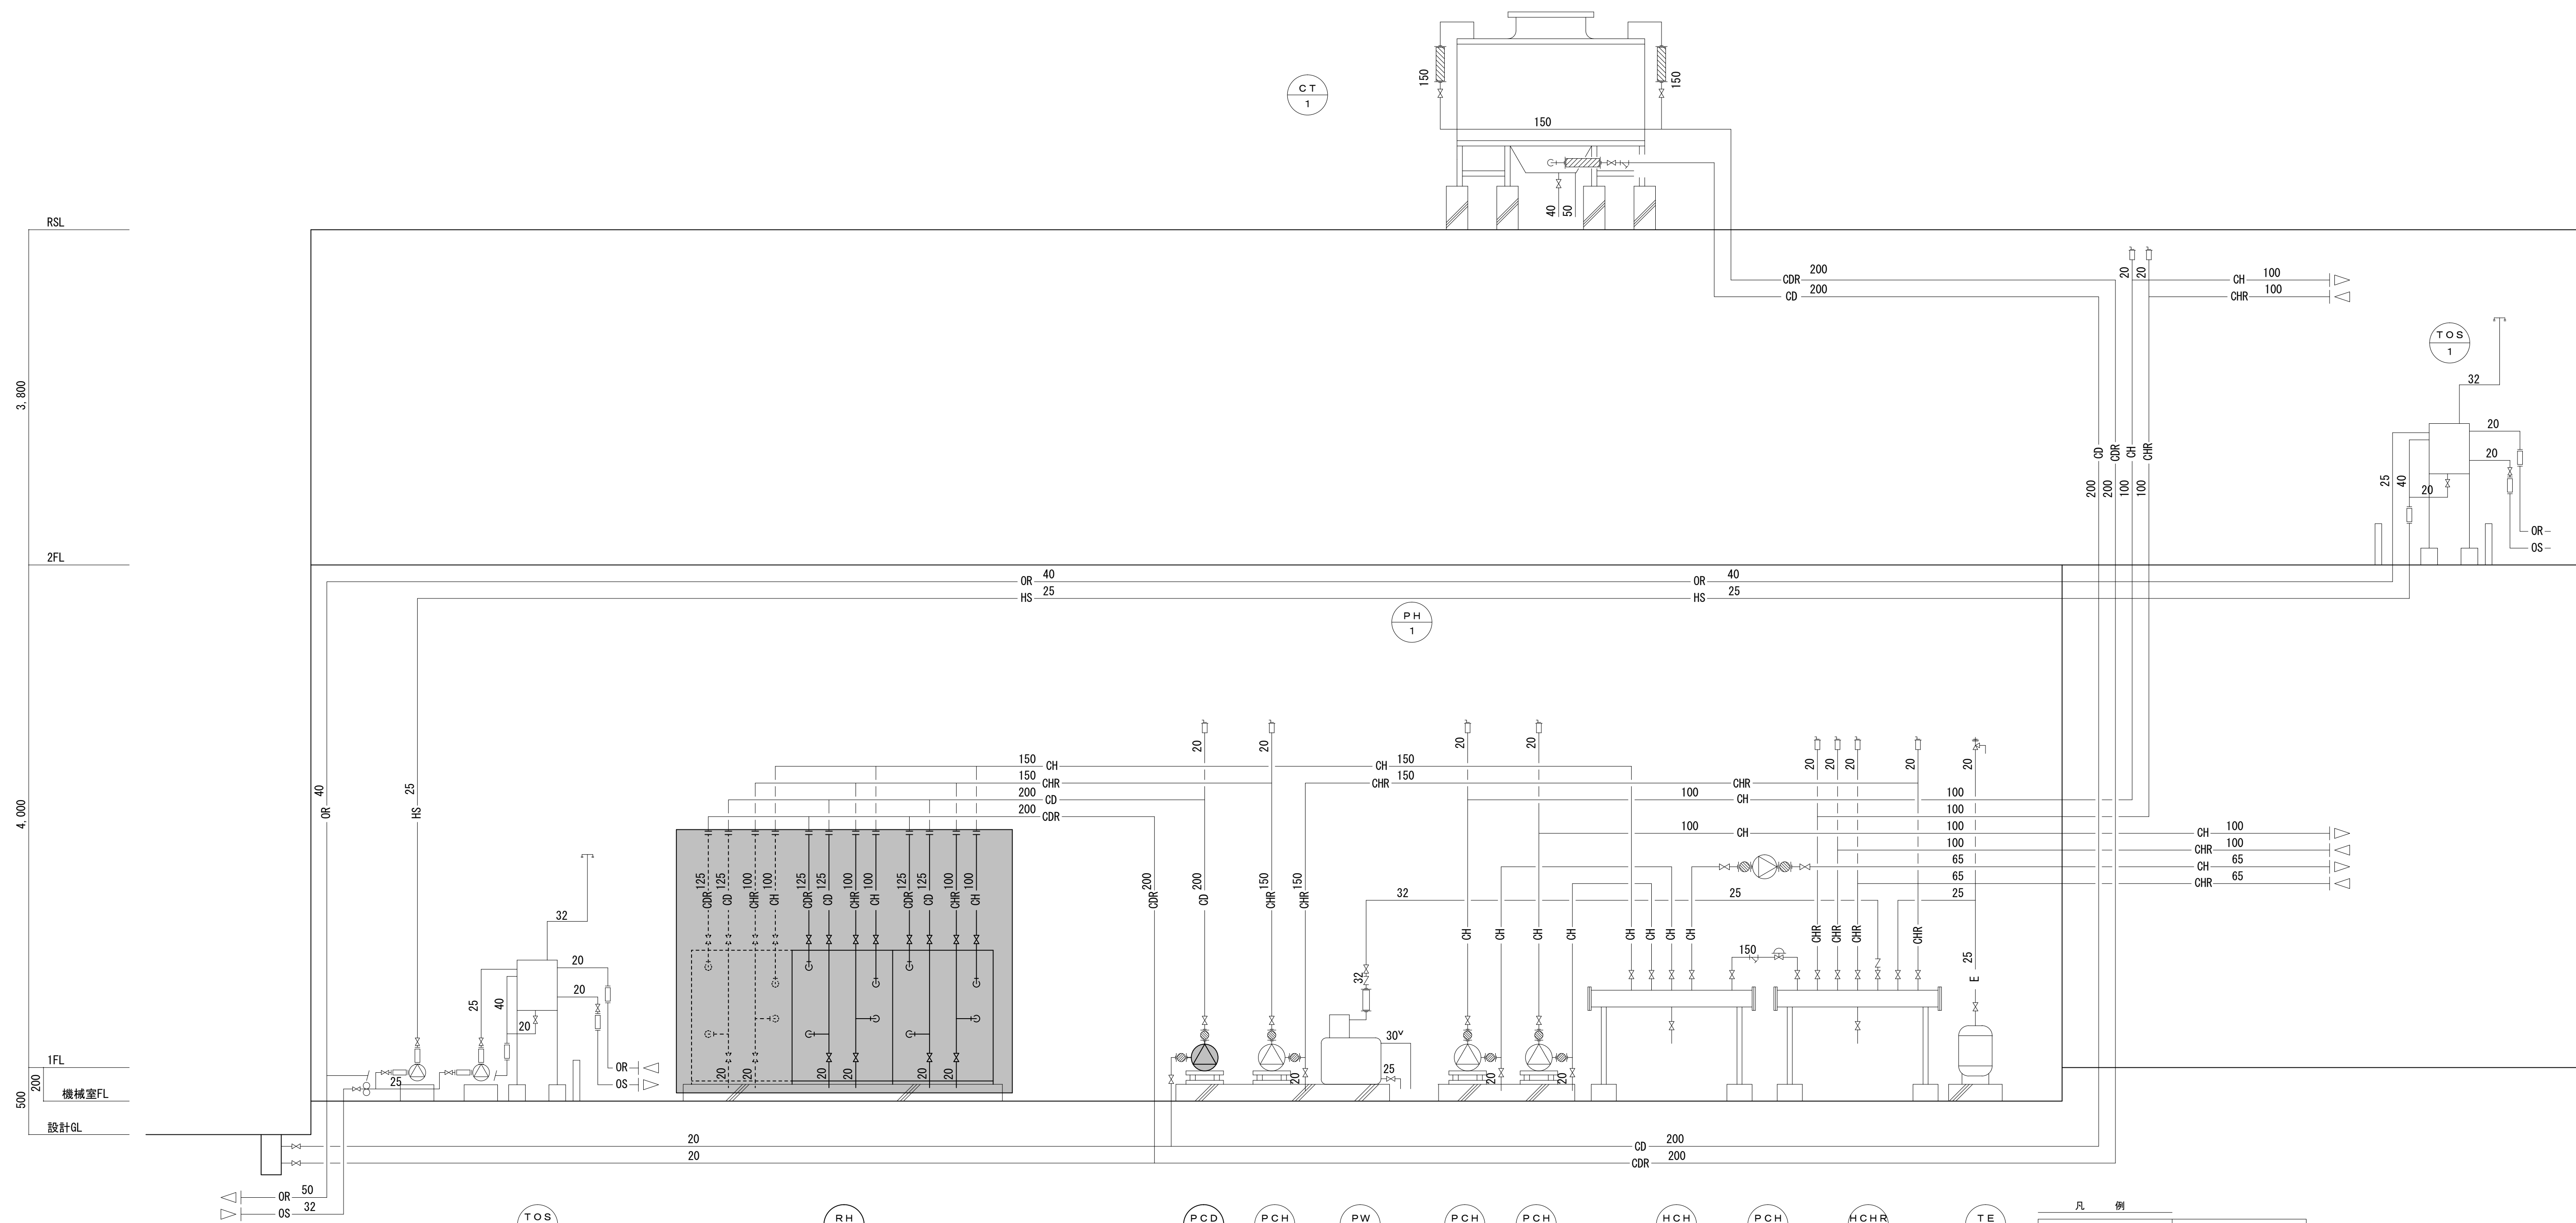 CT
1
150
150
150
40
50
RSL
CDR 200
CD 200
20
20
CH 100
CHR 100
TOS
1
32
20
20
25
40
20
OR
OS
3,800
CD
CDR
CH
CHR
200
200
100
100
2FL
OR 40
HS 25
OR 40
HS 25
PH
1
4,000
40
OR
25
HS
150 CH
150 CHR
200 CD
200 CDR
20
20
CH 150
CHR 150
20
20
CHR
100 CH
100 CH
20
20
20
20
20
100
100
100
100
65
65
25
CH 100
CHR 100
CH 65
CHR 65
125
125
100
100
125
125
100
100
125
125
100
100
CDR
CD
CHR
CH
CDR
CD
CHR
CH
CDR
CD
CHR
CH
CDR 200
CD 200
CHR 150
CHR 150
32
25
CH
CH
CH
CH
CH
CH
CH
CH
CHR
CHR
CHR
CHR
150
25
E
32
20
20
25
40
20
32
30v
25
20
20
20
20
20
20
20
20
20
1FL
200
500
機械室FL
設計GL
25
OR
OS
20
20
CD 200
CDR 200
OR 50
OS 32
TOS
RH
PCD
PCH
PW
PCH
PCH
HCH
PCH
HCHR
TE
凡 例